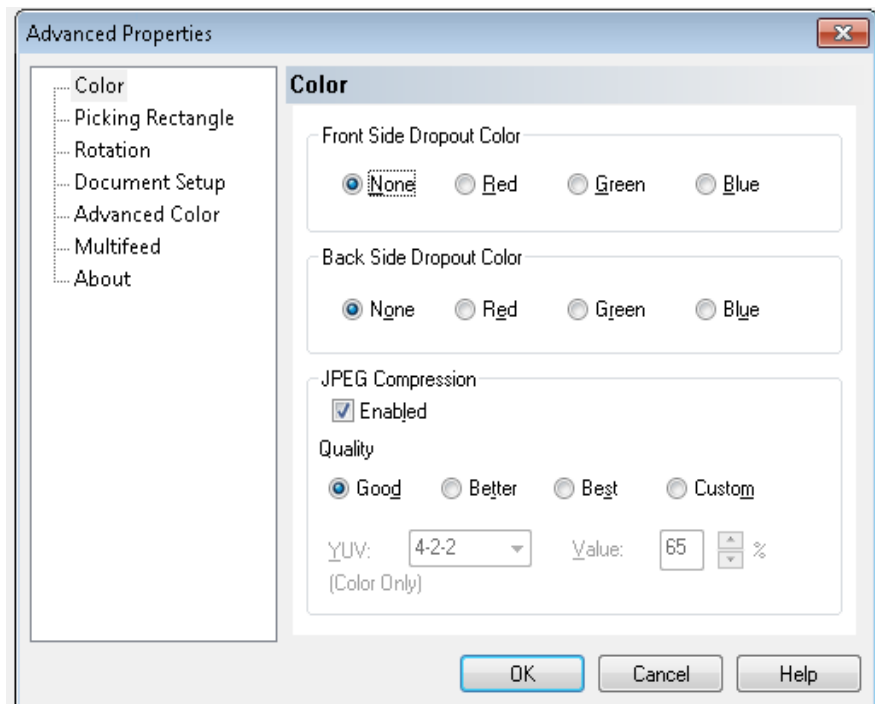 Advanced Properties
Color
Picking Rectangle
Rotation
Document Setup
Advanced Color
Multifeed
About
Color
Front Side Dropout Color
None Red Green Blue
Back Side Dropout Color
None Red Green Blue
JPEG Compression
Enabled
Quality
Good Better Best Custom
YUV: 4-2-2 Value: 65 %
(Color Only)
OK Cancel Help